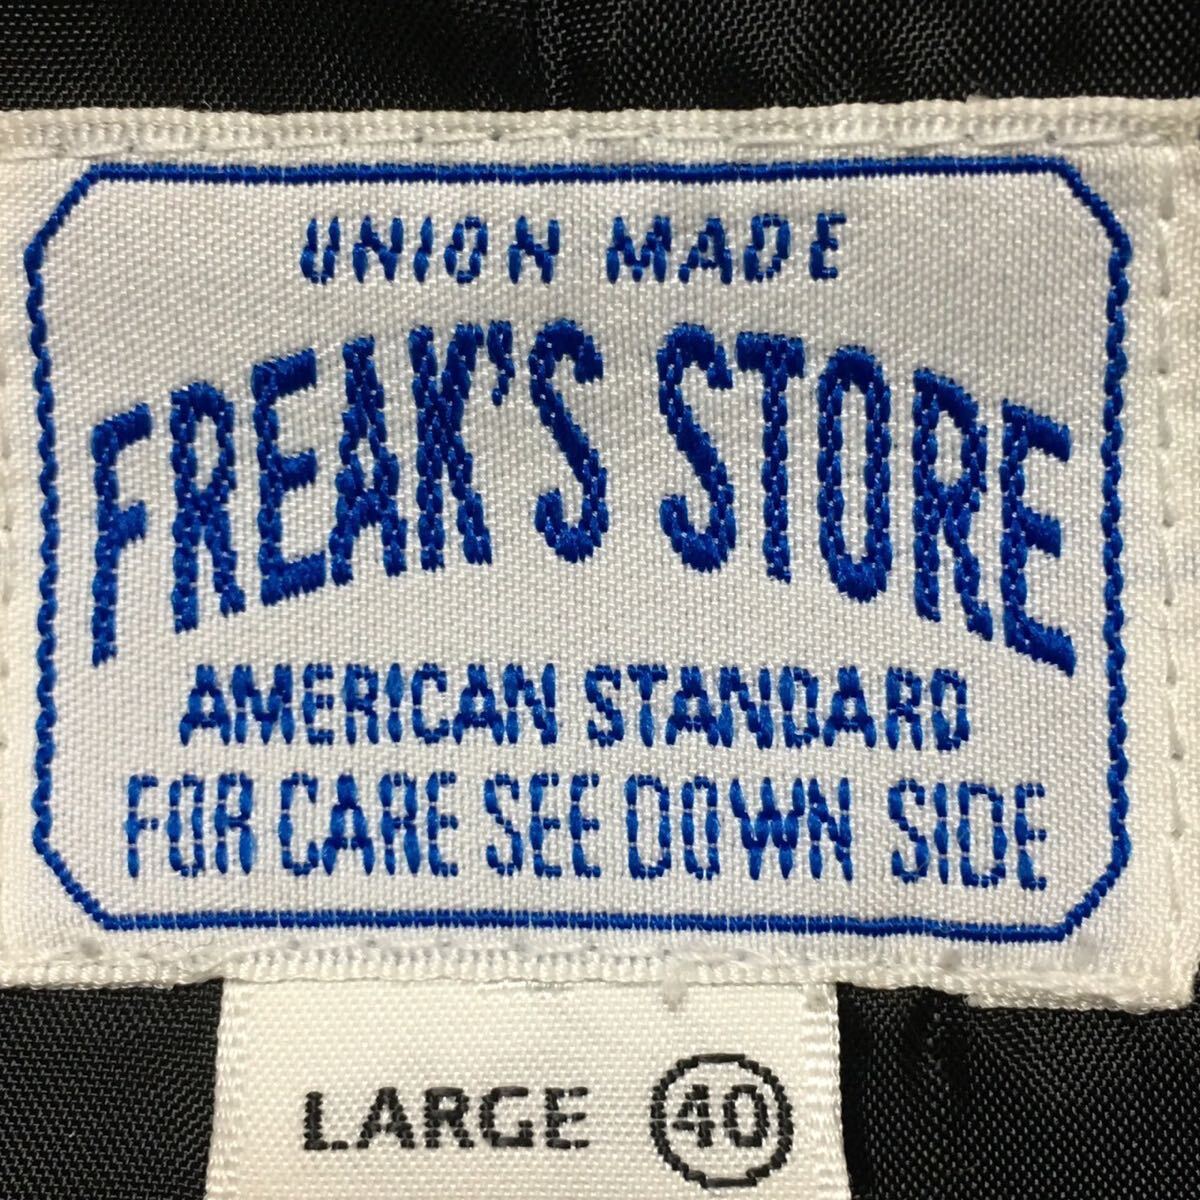 UNION MADE
FREAK'S STORE
AMERICAN STANDARD
FOR CARE SEE DOWN SIDE
LARGE 40